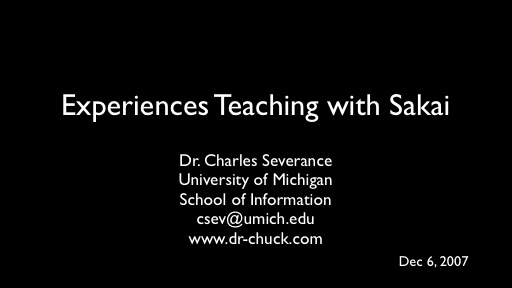 Experiences Teaching with Sakai
Dr. Charles Severance
University of Michigan
School of Information
csev@umich.edu
www.dr-chuck.com
Dec 6, 2007